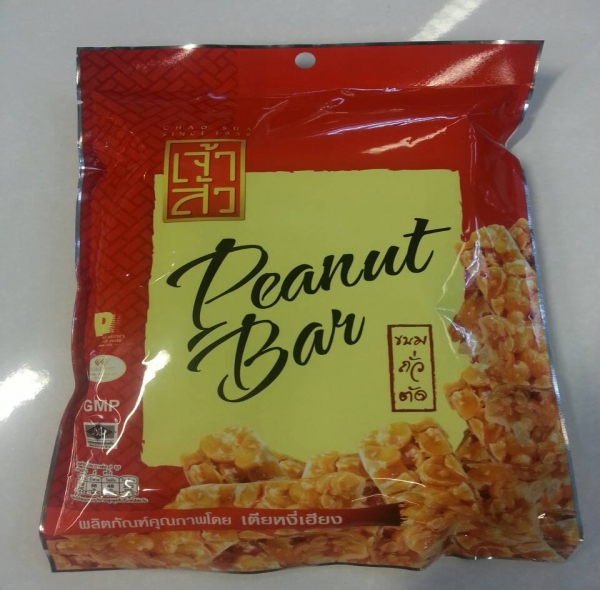 CHAO SUA
เจ้า
สัว
Peanut
Bar
ขนม
ถั่ว
ตัด
GMP
ผลิตภัณฑ์คุณภาพโดย เตียหงี่เฮียง